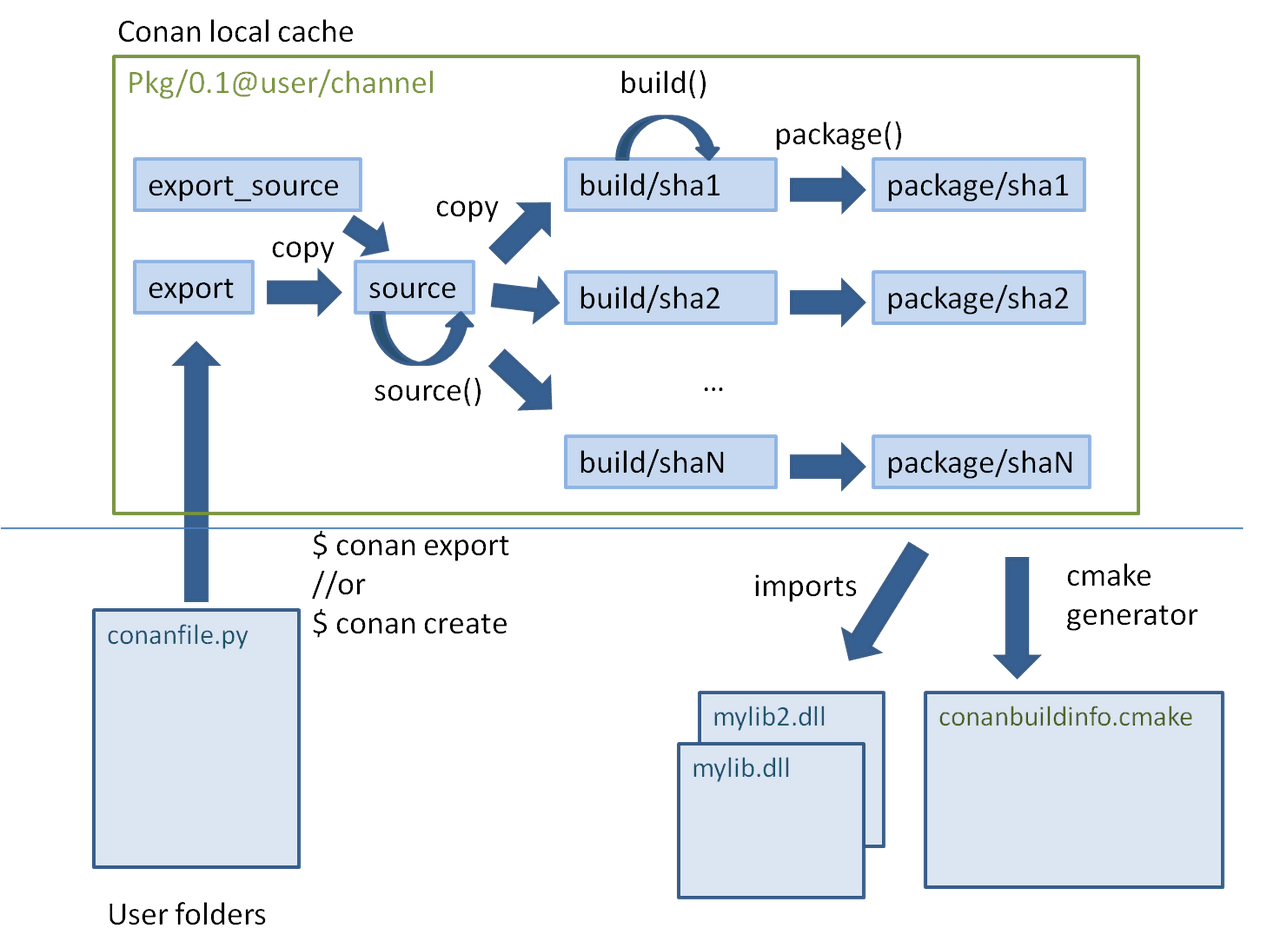 Conan local cache
Pkg/0.1@user/channel
build()
package()
export_source
build/sha1
package/sha1
copy
copy
export
source
build/sha2
package/sha2
source()
...
build/shaN
package/shaN
$ conan export
//or
$ conan create
imports
cmake
generator
conanfile.py
mylib2.dll
conanbuildinfo.cmake
mylib.dll
User folders